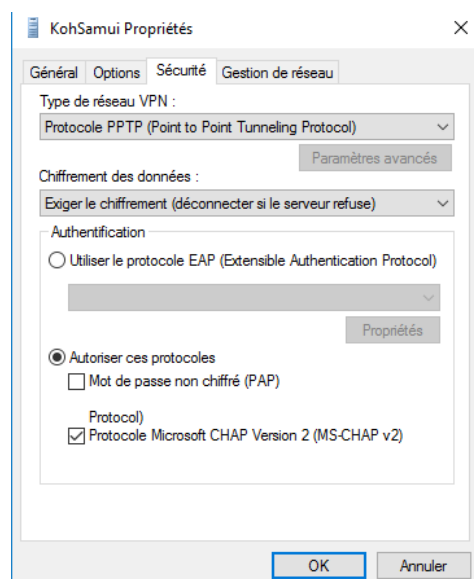 KohSamui Propriétés
Général Options Sécurité Gestion de réseau
Type de réseau VPN :
Protocole PPTP (Point to Point Tunneling Protocol)
Paramètres avancés
Chiffrement des données :
Exiger le chiffrement (déconnecter si le serveur refuse)
Authentification
Utiliser le protocole EAP (Extensible Authentication Protocol)
Propriétés
Autoriser ces protocoles
Mot de passe non chiffré (PAP)
Protocol)
Protocole Microsoft CHAP Version 2 (MS-CHAP v2)
OK Annuler